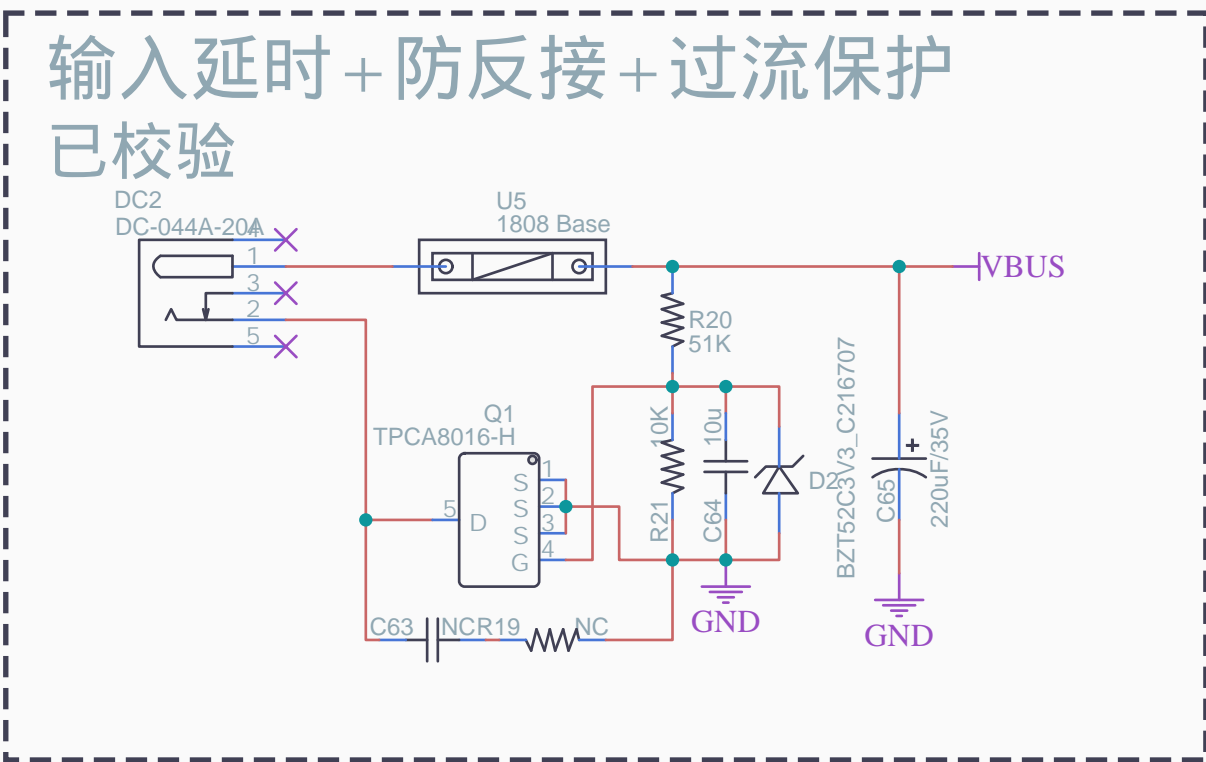 输入延时+防反接+过流保护
已校验
DC2
DC-044A-20A
4
1
3
2
5
U5
1808 Base
VBUS
R20
51K
Q1
TPCA8016-H
1
S
2
S
3
S
4
G
5
D
10K
R21
10u
C64
D2
BZT52C3V3_C216707
C65
220uF/35V
+
GND
GND
C63
NC
R19
NC